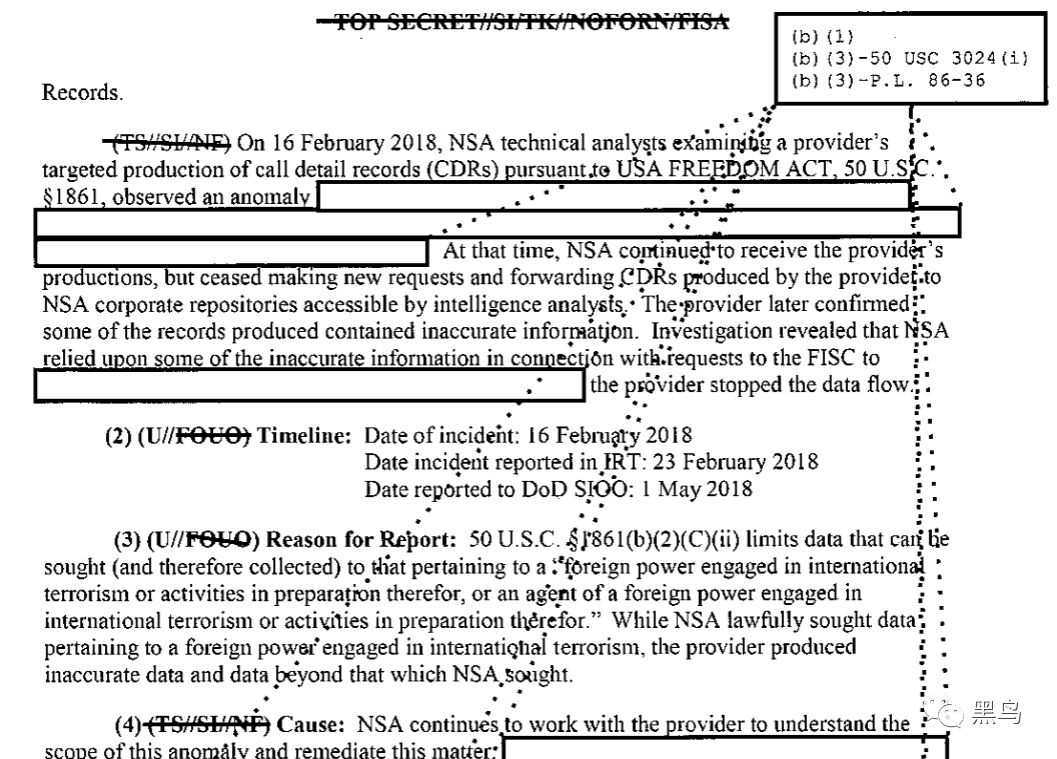 TOP SECRET//SI/TK//NOFORN/FISA
(b)(1)
(b)(3)-50 USC 3024(i)
(b)(3)-P.L. 86-36
Records.
(TS//SI//NF) On 16 February 2018, NSA technical analysts examining a provider's
targeted production of call detail records (CDRs) pursuant to USA FREEDOM ACT, 50 U.S.C.
§1861, observed an anomaly
At that time, NSA continued to receive the provider's
productions, but ceased making new requests and forwarding CDRs produced by the provider to
NSA corporate repositories accessible by intelligence analysts. The provider later confirmed
some of the records produced contained inaccurate information. Investigation revealed that NSA
relied upon some of the inaccurate information in connection with requests to the FISC to
the provider stopped the data flow.
(2) (U//FOUO) Timeline: Date of incident: 16 February 2018
Date incident reported in IRT: 23 February 2018
Date reported to DoD SIOO: 1 May 2018
(3) (U//FOUO) Reason for Report: 50 U.S.C. §1861(b)(2)(C)(ii) limits data that can be
sought (and therefore collected) to that pertaining to a "foreign power engaged in international
terrorism or activities in preparation therefor, or an agent of a foreign power engaged in
international terrorism or activities in preparation therefor." While NSA lawfully sought data
pertaining to a foreign power engaged in international terrorism, the provider produced
inaccurate data and data beyond that which NSA sought.
(4) (TS//SI//NF) Cause: NSA continues to work with the provider to understand the
scope of this anomaly and remediate this matter.
黑鸟